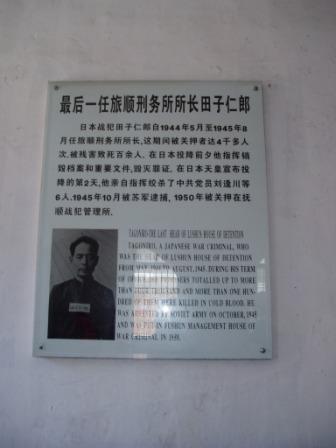 最后一任旅顺刑务所所长田子仁郎
日本战犯田子仁郎自1944年5月至1945年8
月任旅顺刑务所所长,这期间被关押者达4千多人
次,被残害致死百余人. 在日本投降前夕他指挥销
毁档案和重要文件,毁灭罪证. 在日本天皇宣布投
降的第2天,他亲自指挥绞杀了中共党员刘逢川等
6人.1945年10月被苏军逮捕, 1950年被关押在抚
顺战犯管理所.
TAGONIRO-THE LAST HEAD OF LUSHUN HOUSE OF DETENTION
TAGONIRO, A JAPANESE WAR CRIMINAL, WHO
WAS THE HEAD OF LUSHUN HOUSE OF DETENTION
FROM MAY, 1944 TO AUGUST, 1945. DURING HIS TERM
OF PRISONERS TOTALLED UP TO MORE
THAN THOUSAND AND MORE THAN ONE HUN-
DRED OF THEM WERE KILLED IN COLD BLOOD. HE
WAS ARRESTED BY SOVIET ARMY ON OCTOBER, 1945
AND WAS PUT IN FUSHUN MANAGEMENT HOUSE OF
WAR CRIMINAL IN 1950.